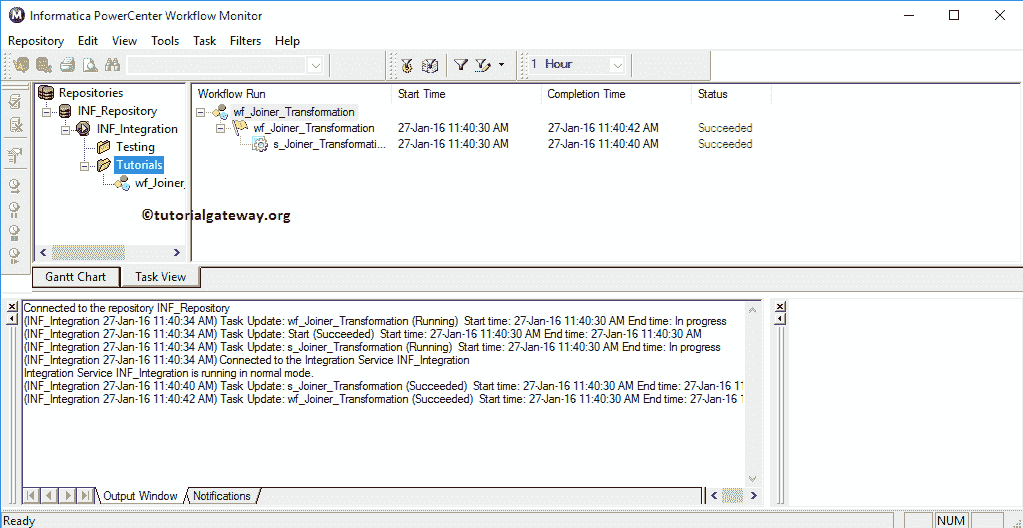 Informatica PowerCenter Workflow Monitor
Repository Edit View Tools Task Filters Help
1 Hour
Repositories
INF_Repository
INF_Integration
Testing
Tutorials
wf_Joiner_
Workflow Run Start Time Completion Time Status
wf_Joiner_Transformation
wf_Joiner_Transformation 27-Jan-16 11:40:30 AM 27-Jan-16 11:40:42 AM Succeeded
s_Joiner_Transformati... 27-Jan-16 11:40:30 AM 27-Jan-16 11:40:40 AM Succeeded
©tutorialgateway.org
Gantt Chart Task View
Connected to the repository INF_Repository
(INF_Integration 27-Jan-16 11:40:34 AM) Task Update: wf_Joiner_Transformation (Running) Start time: 27-Jan-16 11:40:30 AM End time: In progress
(INF_Integration 27-Jan-16 11:40:34 AM) Task Update: Start (Succeeded) Start time: 27-Jan-16 11:40:30 AM End time: 27-Jan-16 11:40:30 AM
(INF_Integration 27-Jan-16 11:40:34 AM) Task Update: s_Joiner_Transformation (Running) Start time: 27-Jan-16 11:40:30 AM End time: In progress
(INF_Integration 27-Jan-16 11:40:34 AM) Connected to the Integration Service INF_Integration
Integration Service INF_Integration is running in normal mode.
(INF_Integration 27-Jan-16 11:40:40 AM) Task Update: s_Joiner_Transformation (Succeeded) Start time: 27-Jan-16 11:40:30 AM End time: 27-Jan-16 11
(INF_Integration 27-Jan-16 11:40:42 AM) Task Update: wf_Joiner_Transformation (Succeeded) Start time: 27-Jan-16 11:40:30 AM End time: 27-Jan-16 1
Output Window Notifications
Ready NUM